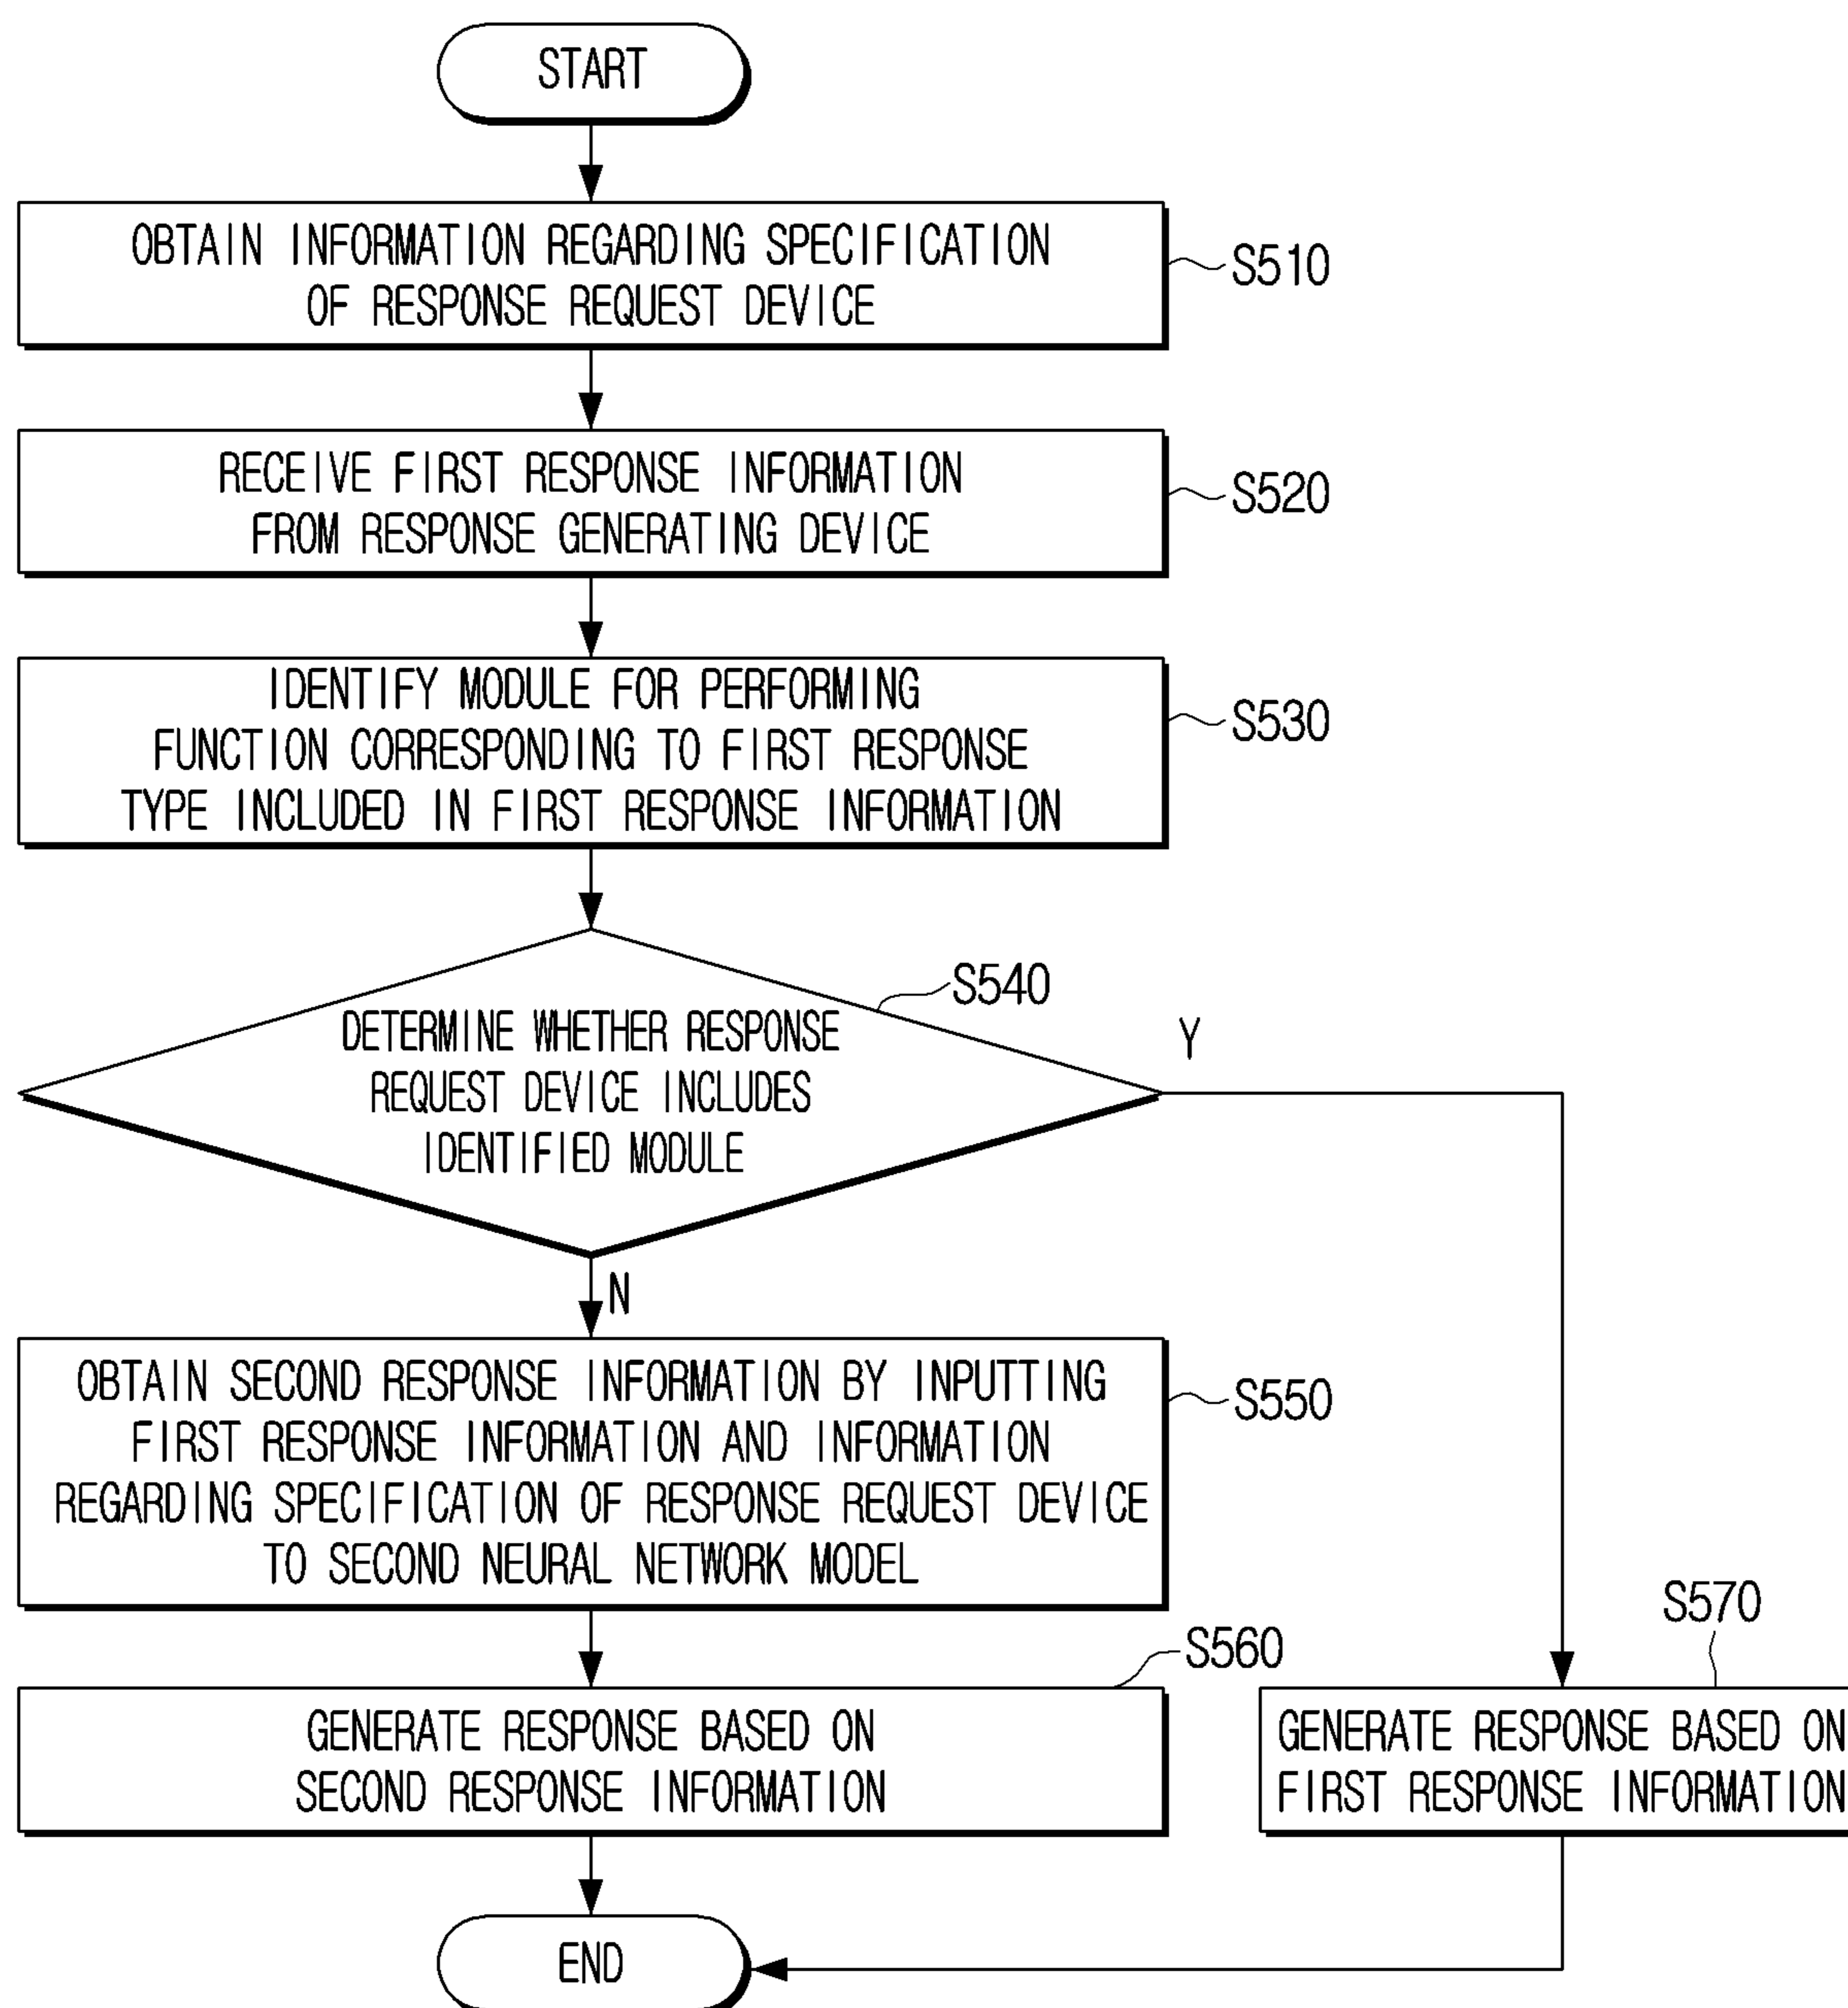 START
OBTAIN INFORMATION REGARDING SPECIFICATION
OF RESPONSE REQUEST DEVICE
S510
RECEIVE FIRST RESPONSE INFORMATION
FROM RESPONSE GENERATING DEVICE
S520
IDENTIFY MODULE FOR PERFORMING
FUNCTION CORRESPONDING TO FIRST RESPONSE
TYPE INCLUDED IN FIRST RESPONSE INFORMATION
S530
S540
DETERMINE WHETHER RESPONSE
REQUEST DEVICE INCLUDES
IDENTIFIED MODULE
Y
N
OBTAIN SECOND RESPONSE INFORMATION BY INPUTTING
FIRST RESPONSE INFORMATION AND INFORMATION
REGARDING SPECIFICATION OF RESPONSE REQUEST DEVICE
TO SECOND NEURAL NETWORK MODEL
S550
S560
GENERATE RESPONSE BASED ON
SECOND RESPONSE INFORMATION
S570
GENERATE RESPONSE BASED ON
FIRST RESPONSE INFORMATION
END